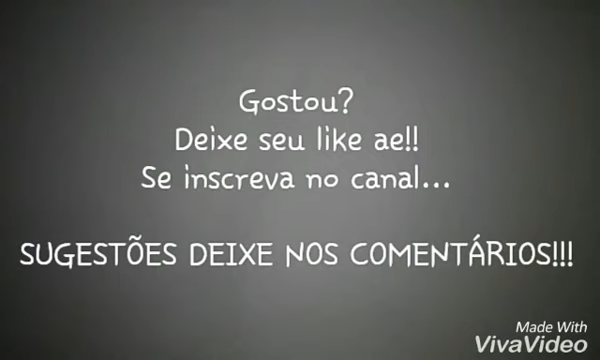 Gostou?
Deixe seu like ae!!
Se inscreva no canal...
SUGESTÕES DEIXE NOS COMENTÁRIOS!!!
Made With
VivaVideo